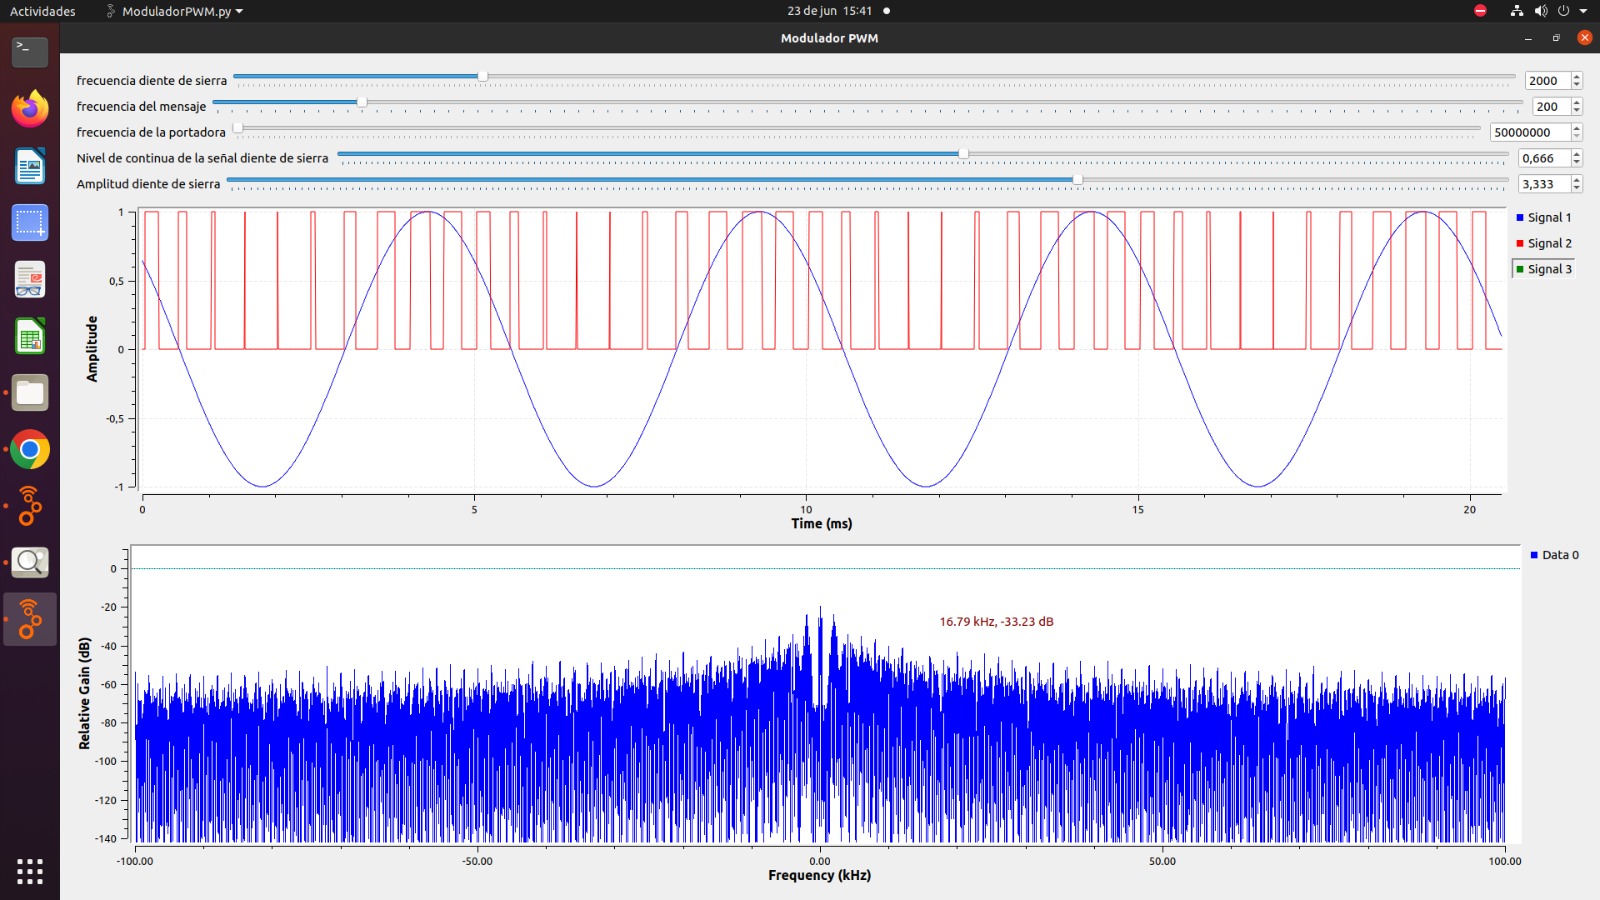 Actividades ModuladorPWM.py 23 de jun 15:41
Modulador PWM
frecuencia diente de sierra 2000
frecuencia del mensaje 200
frecuencia de la portadora 50000000
Nivel de continua de la señal diente de sierra 0,666
Amplitud diente de sierra 3,333
Signal 1
Signal 2
Signal 3
Amplitude
1
0,5
0
-0,5
-1
0 5 10 15 20
Time (ms)
Data 0
16.79 kHz, -33.23 dB
Relative Gain (dB)
0
-20
-40
-60
-80
-100
-120
-140
-100.00 -50.00 0.00 50.00 100.00
Frequency (kHz)